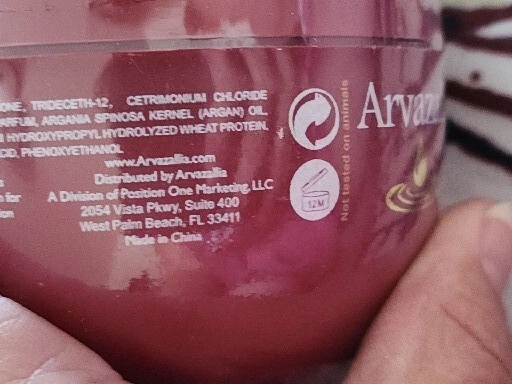 ONE, TRIDECETH-12, CETRIMONIUM CHLORIDE
PARFUM, ARGANIA SPINOSA KERNEL (ARGAN) OIL,
HYDROXYPROPYL HYDROLYZED WHEAT PROTEIN,
CID, PHENOXYETHANOL
www.Arvazallia.com
Distributed by Arvazallia
A Division of Position One Marketing, LLC
2054 Vista Pkwy, Suite 400
West Palm Beach, FL 33411
Made in China
12M
Not tested on animals
Arvaz